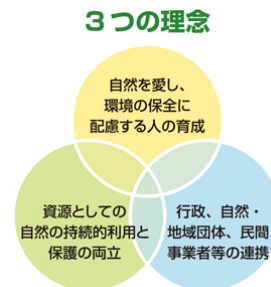 3つの理念
自然を愛し、
環境の保全に
配慮する人の育成
資源としての
自然の持続的利用と
保護の両立
行政、自然・
地域団体、民間
事業者等の連携